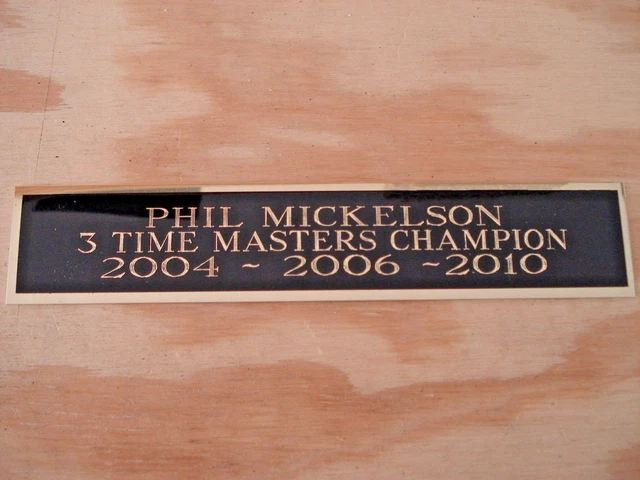 PHIL MICKELSON
3 TIME MASTERS CHAMPION
2004 ~ 2006 ~2010